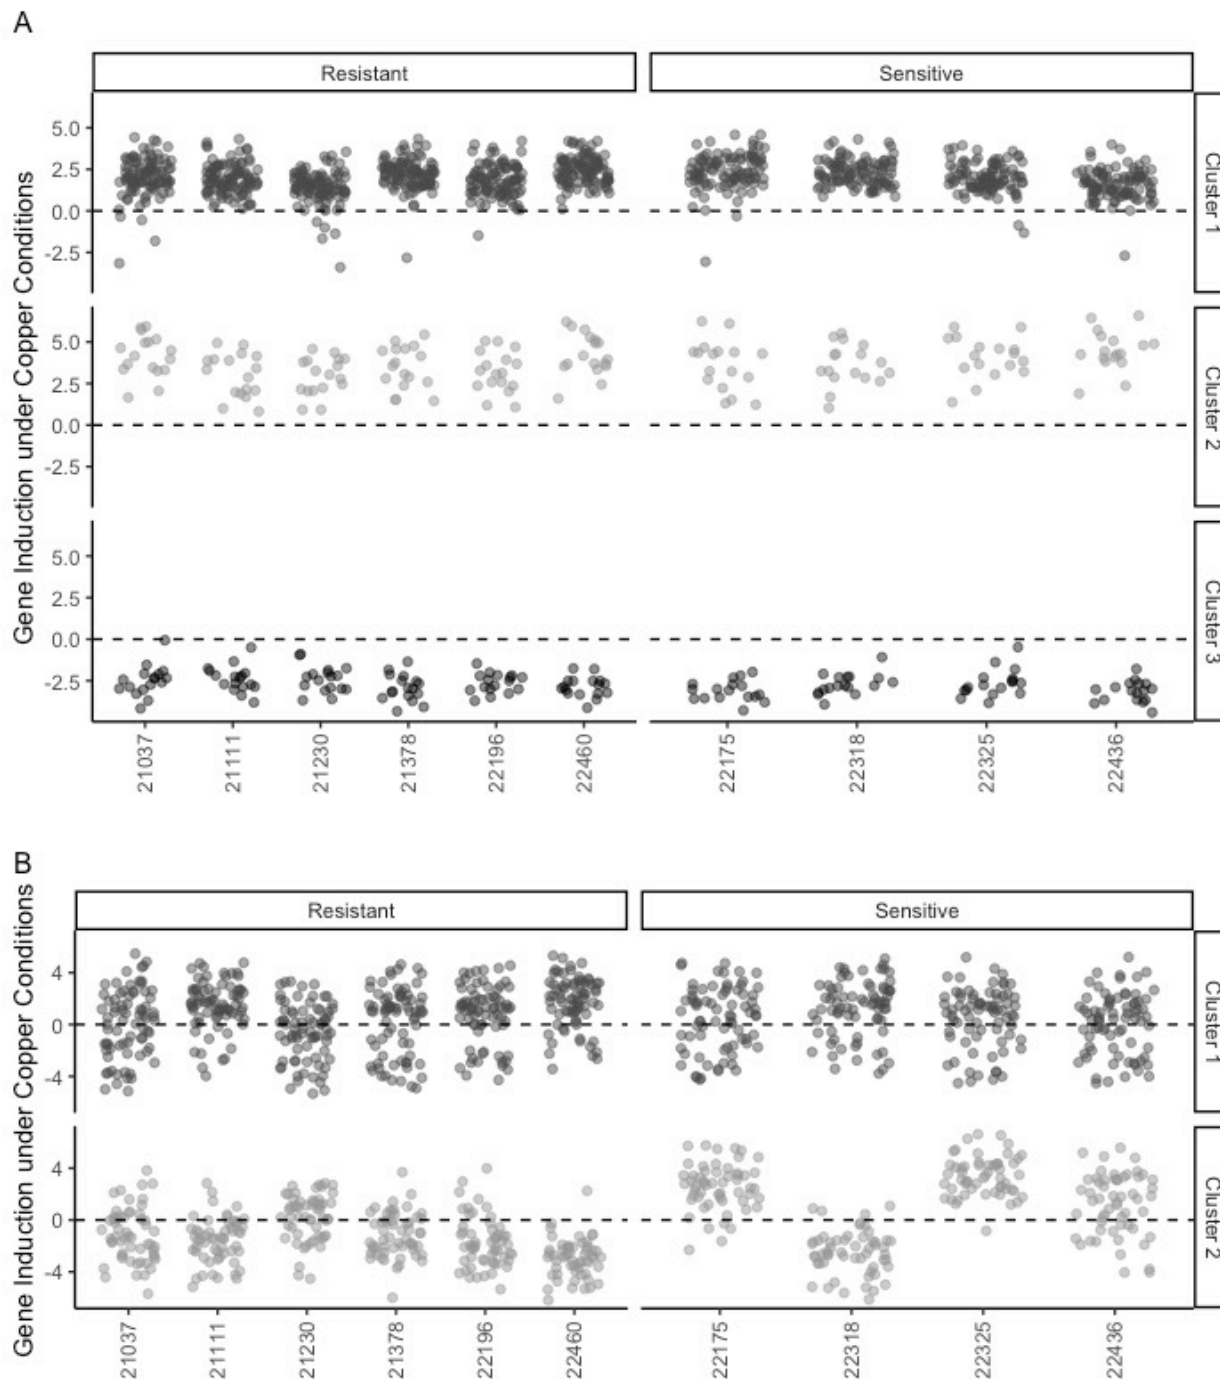 A
Resistant
Sensitive
Gene Induction under Copper Conditions
5.0
2.5
0.0
-2.5
Cluster 1
5.0
2.5
0.0
-2.5
Cluster 2
5.0
2.5
0.0
-2.5
Cluster 3
21037
21111
21230
21378
22196
22460
22175
22318
22325
22436
B
Resistant
Sensitive
Gene Induction under Copper Conditions
4
0
-4
Cluster 1
4
0
-4
Cluster 2
21037
21111
21230
21378
22196
22460
22175
22318
22325
22436